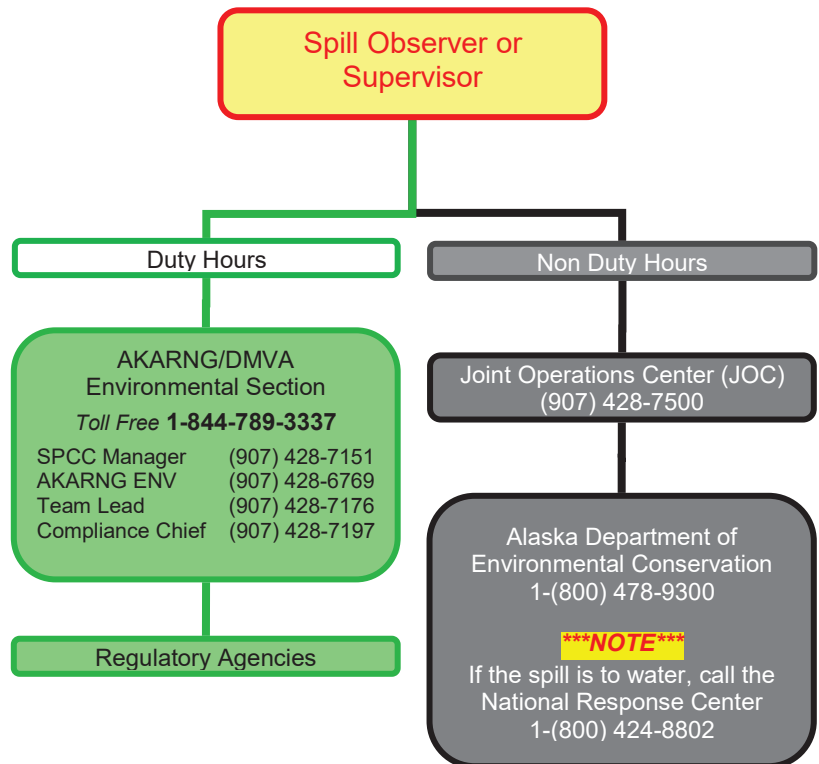 Spill Observer or
Supervisor
Duty Hours
AKARNG/DMVA
Environmental Section
Toll Free 1-844-789-3337
SPCC Manager (907) 428-7151
AKARNG ENV (907) 428-6769
Team Lead (907) 428-7176
Compliance Chief (907) 428-7197
Regulatory Agencies
Non Duty Hours
Joint Operations Center (JOC)
(907) 428-7500
Alaska Department of
Environmental Conservation
1-(800) 478-9300
***NOTE***
If the spill is to water, call the
National Response Center
1-(800) 424-8802